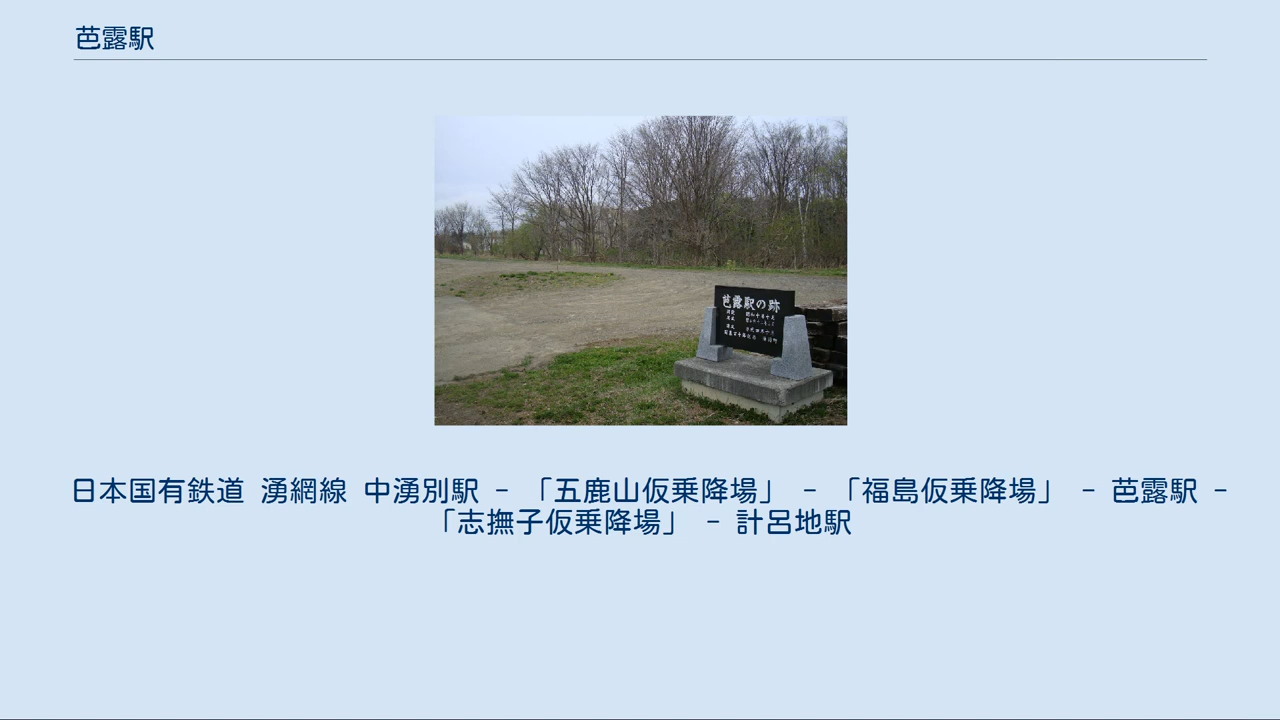 芭露駅
芭露駅の跡
日本国有鉄道 湧網線 中湧別駅 - 「五鹿山仮乗降場」 - 「福島仮乗降場」 - 芭露駅 -
「志撫子仮乗降場」 - 計呂地駅